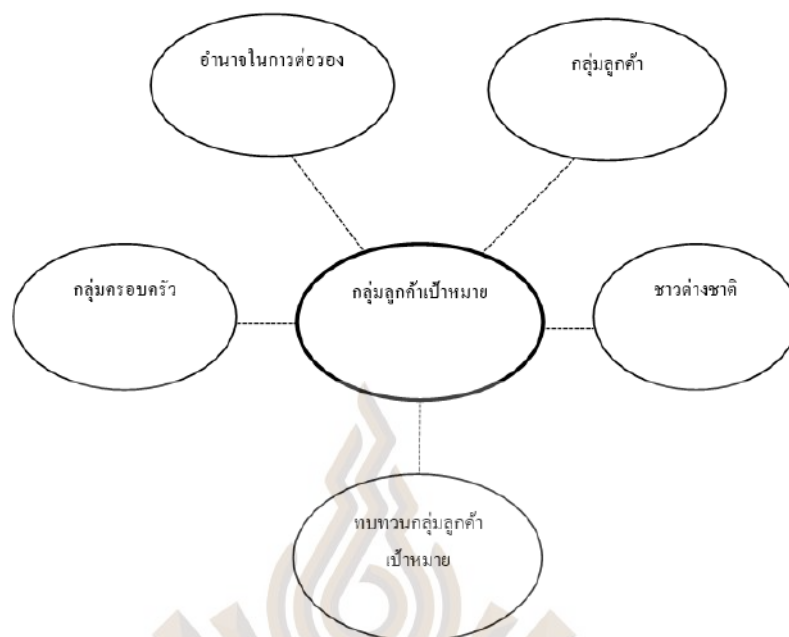 อำนาจในการต่อรอง
กลุ่มลูกค้า
กลุ่มครอบครัว
กลุ่มลูกค้าเป้าหมาย
ชาวต่างชาติ
ทบทวนกลุ่มลูกค้า
เป้าหมาย